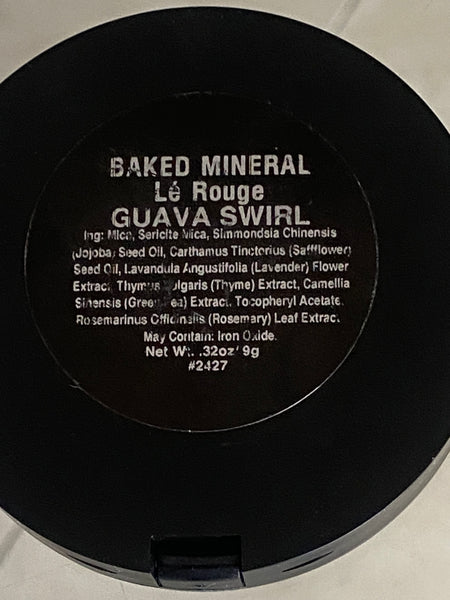 BAKED MINERAL
Lé Rouge
GUAVA SWIRL
Ing: Mica, Sericite Mica, Simmondsia Chinensis
(Jojoba) Seed Oil, Carthamus Tinctorius (Saffflower)
Seed Oil, Lavandula Angustifolia (Lavender) Flower
Extract, Thymus Vulgaris (Thyme) Extract, Camellia
Sinensis (Green Tea) Extract, Tocopheryl Acetate,
Rosemarinus Officinalis (Rosemary) Leaf Extract.
May Contain: Iron Oxide.
Net Wt. .32oz/ 9g
#2427